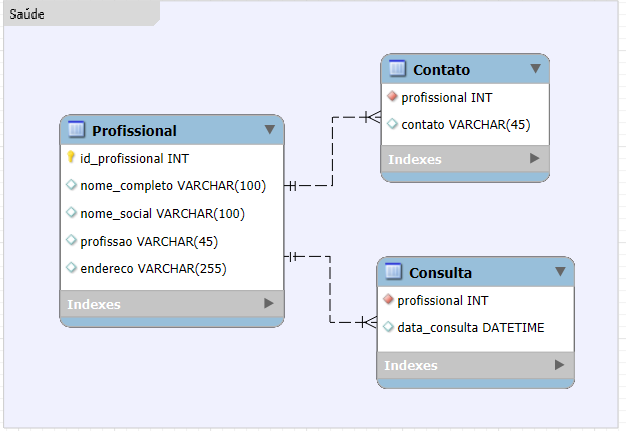 Saúde
Profissional
id_profissional INT
nome_completo VARCHAR(100)
nome_social VARCHAR(100)
profissao VARCHAR(45)
endereco VARCHAR(255)
Indexes
Contato
profissional INT
contato VARCHAR(45)
Indexes
Consulta
profissional INT
data_consulta DATETIME
Indexes